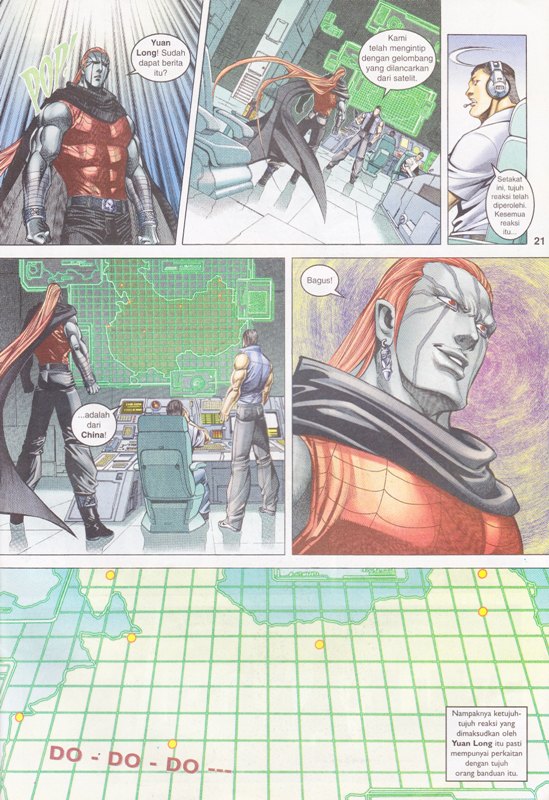 POP!
Yuan
Long! Sudah
dapat berita
itu?
Kami
telah mengintip
dengan gelombang
yang dilancarkan
dari satelit.
Setakat
ini, tujuh
reaksi telah
diperolehi.
Kesemua
reaksi
itu...
21
...adalah
dari
China!
Bagus!
DO - DO - DO ---
Nampaknya ketujuh-
tujuh reaksi yang
dimaksudkan oleh
Yuan Long itu pasti
mempunyai perkaitan
dengan tujuh
orang banduan itu.